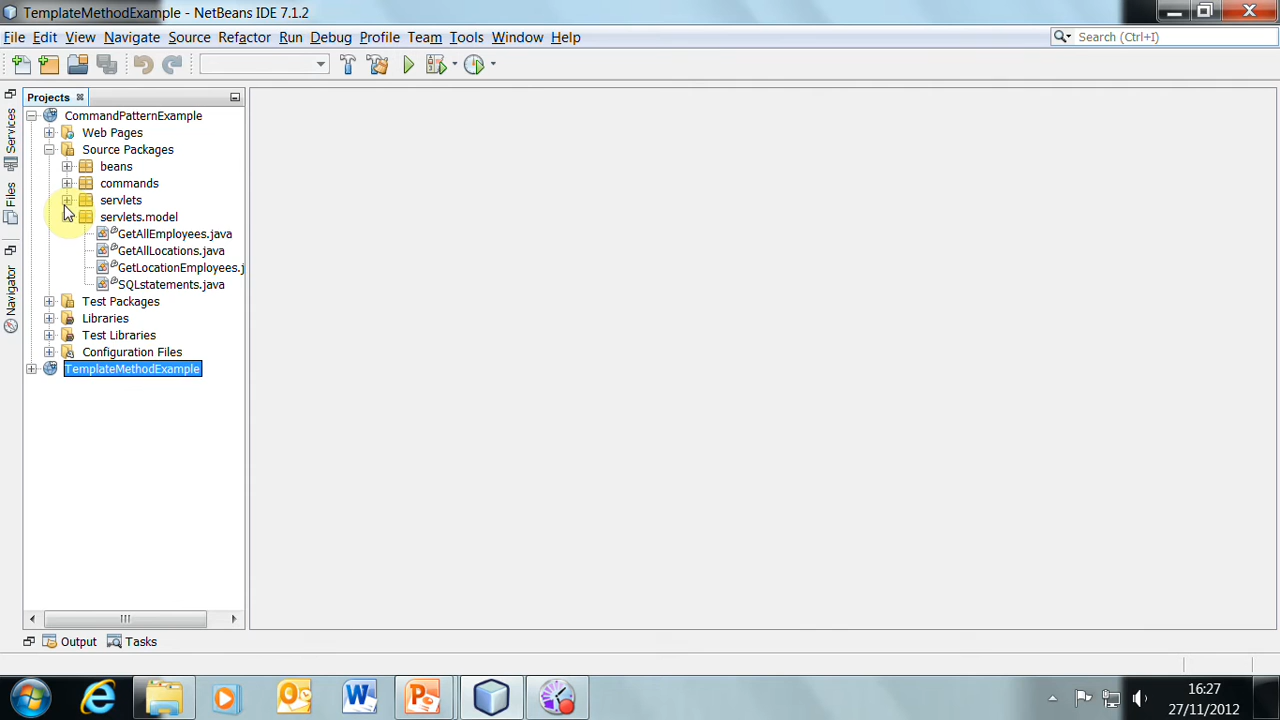 TemplateMethodExample - NetBeans IDE 7.1.2
File Edit View Navigate Source Refactor Run Debug Profile Team Tools Window Help
Search (Ctrl+I)
Projects
Services
Files
Navigator
CommandPatternExample
Web Pages
Source Packages
beans
commands
servlets
servlets.model
GetAllEmployees.java
GetAllLocations.java
GetLocationEmployees.j
SQLstatements.java
Test Packages
Libraries
Test Libraries
Configuration Files
TemplateMethodExample
Output Tasks
16:27
27/11/2012